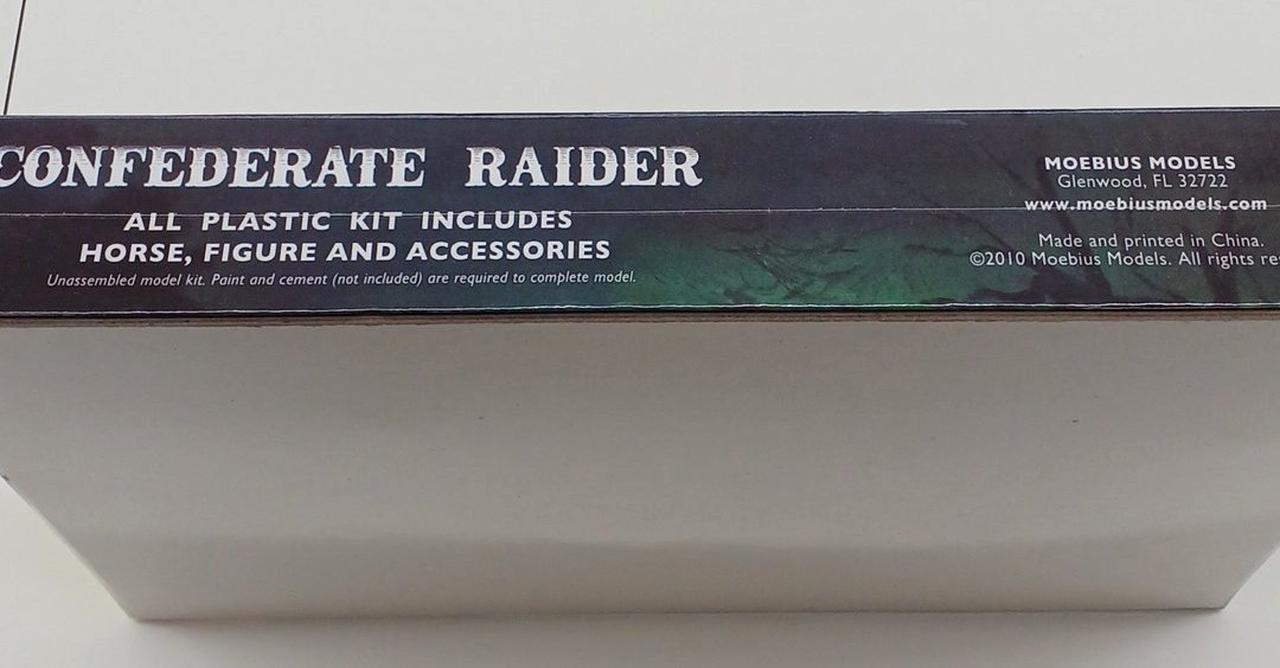 CONFEDERATE RAIDER
ALL PLASTIC KIT INCLUDES
HORSE, FIGURE AND ACCESSORIES
Unassembled model kit. Paint and cement (not included) are required to complete model.
MOEBIUS MODELS
Glenwood, FL 32722
www.moebiusmodels.com
Made and printed in China.
©2010 Moebius Models. All rights re